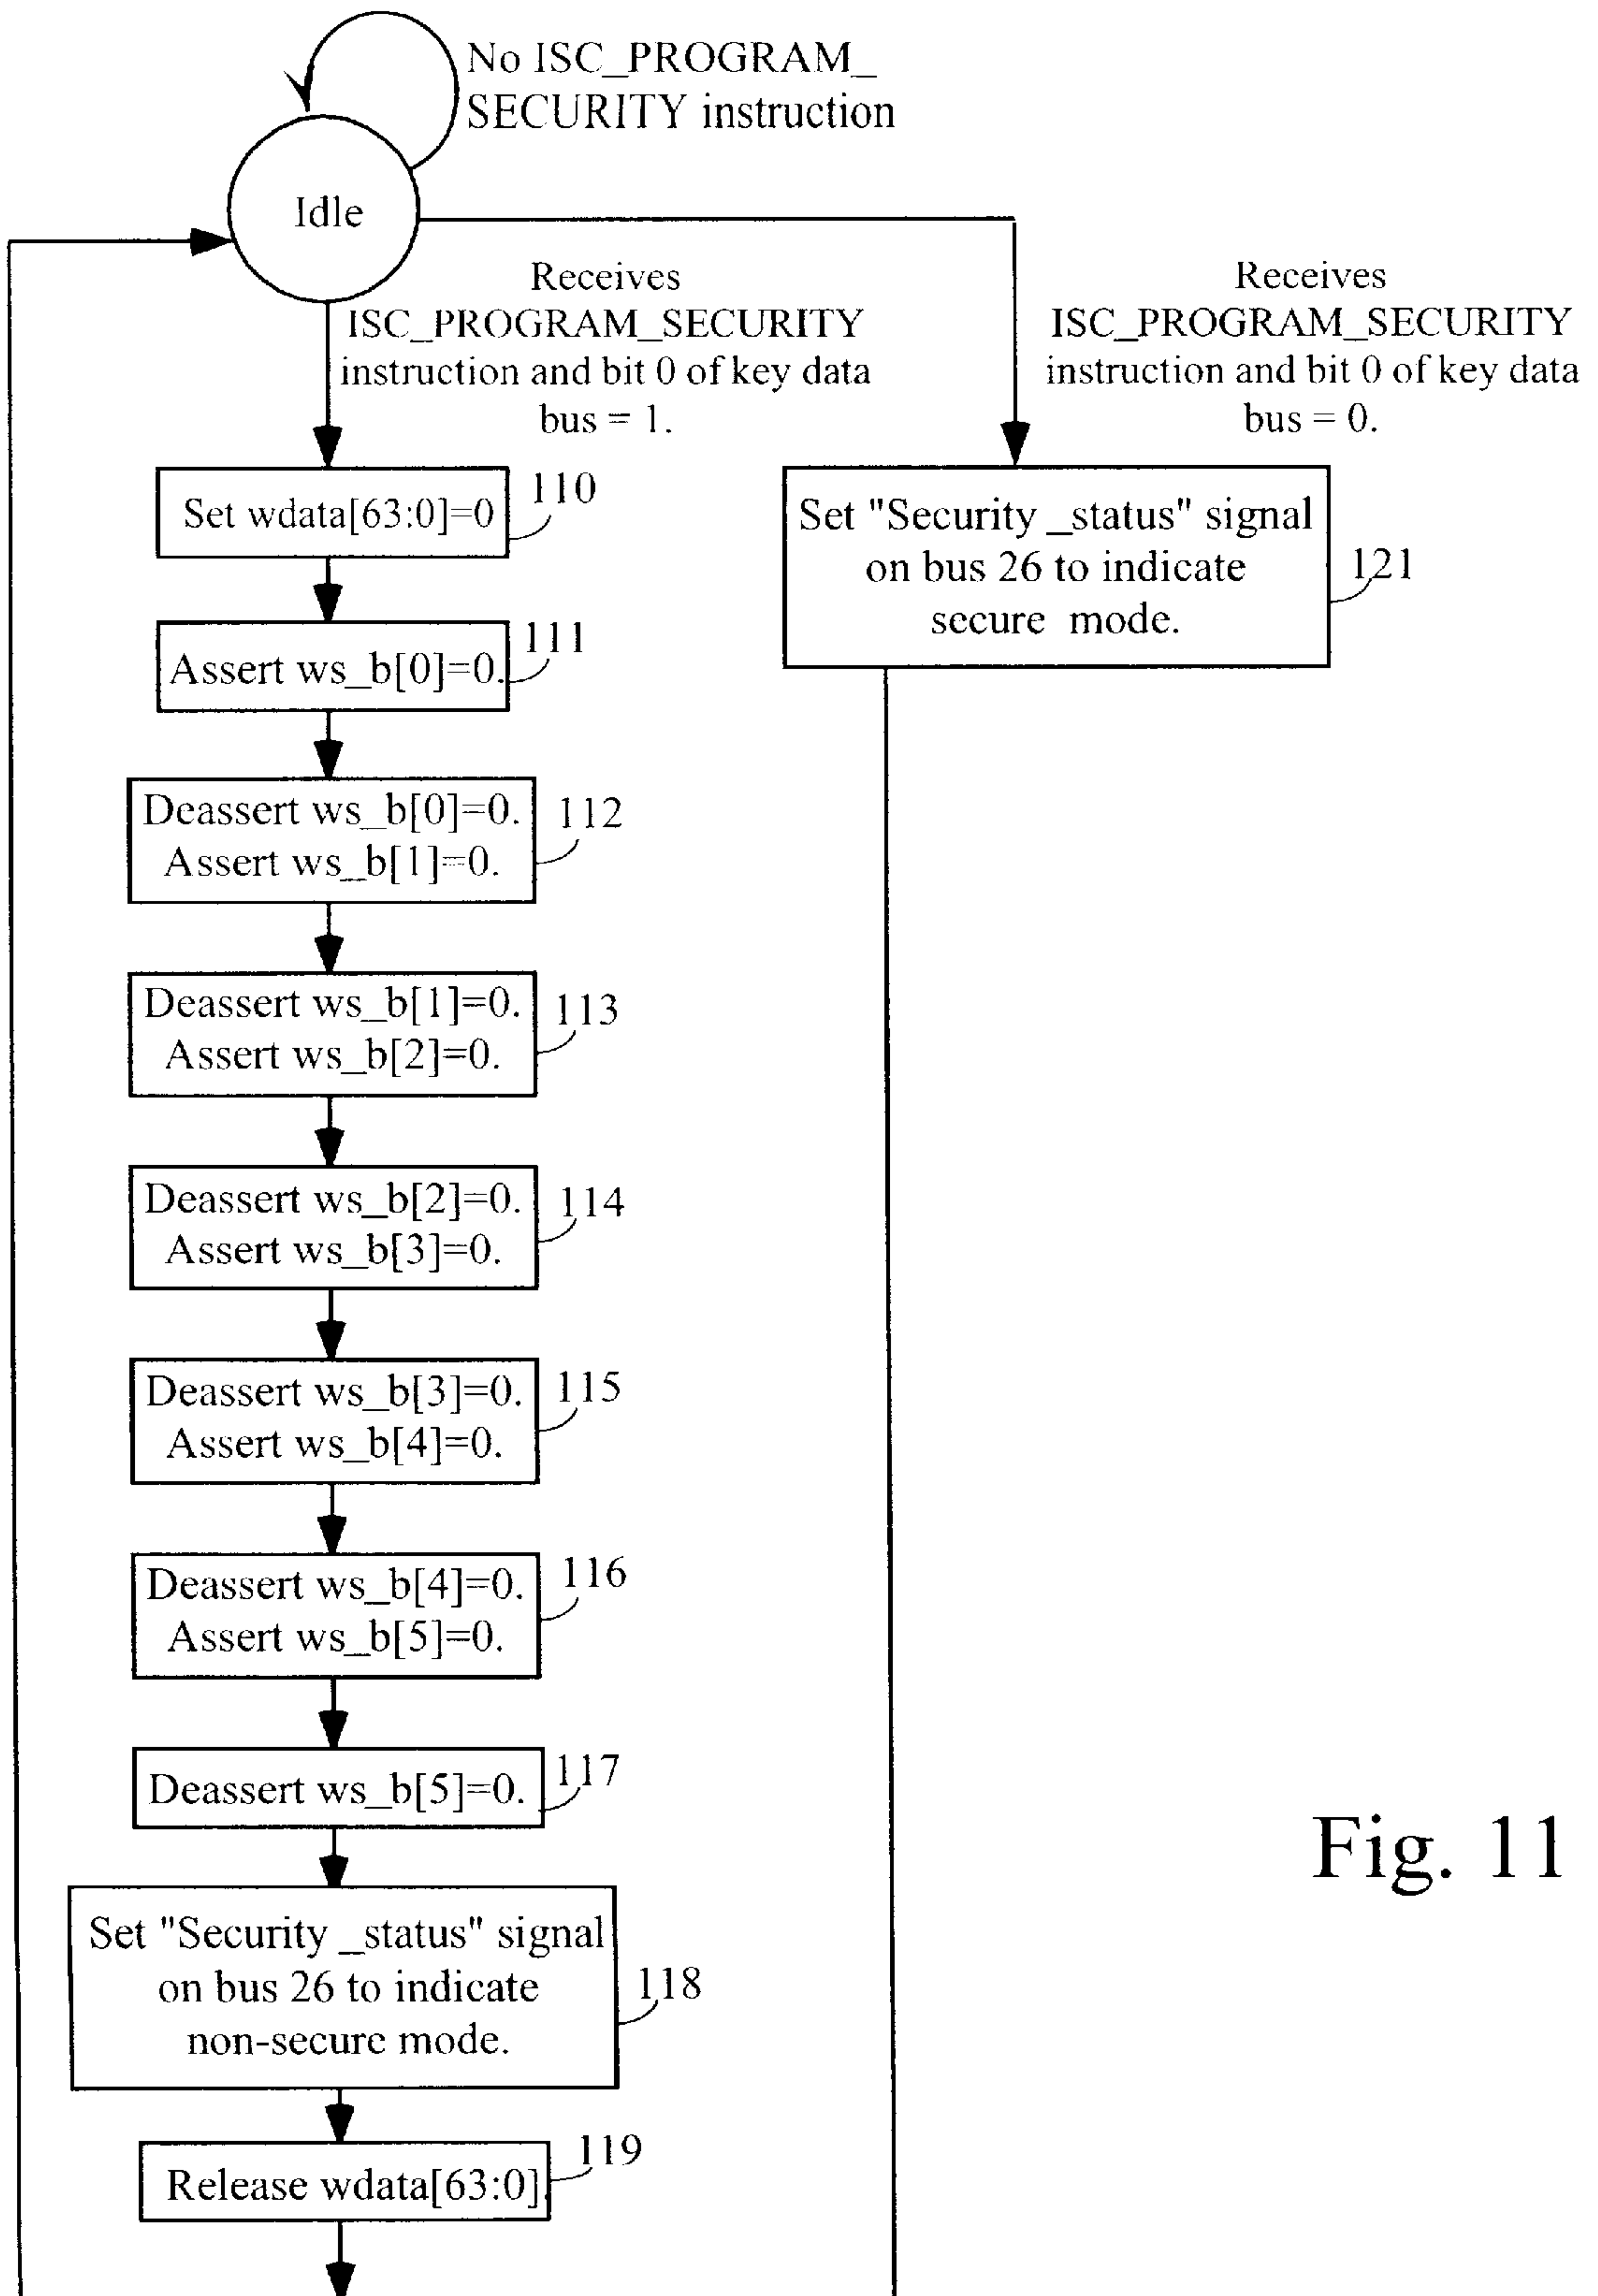 No ISC_PROGRAM_
SECURITY instruction
Idle
Receives
ISC_PROGRAM_SECURITY
instruction and bit 0 of key data
bus = 1.
Receives
ISC_PROGRAM_SECURITY
instruction and bit 0 of key data
bus = 0.
Set wdata[63:0]=0
110
Set "Security _status" signal
on bus 26 to indicate
secure mode.
121
Assert ws_b[0]=0.
111
Deassert ws_b[0]=0.
Assert ws_b[1]=0.
112
Deassert ws_b[1]=0.
Assert ws_b[2]=0.
113
Deassert ws_b[2]=0.
Assert ws_b[3]=0.
114
Deassert ws_b[3]=0.
Assert ws_b[4]=0.
115
Deassert ws_b[4]=0.
Assert ws_b[5]=0.
116
Deassert ws_b[5]=0.
117
Set "Security _status" signal
on bus 26 to indicate
non-secure mode.
118
Release wdata[63:0]
119
Fig. 11